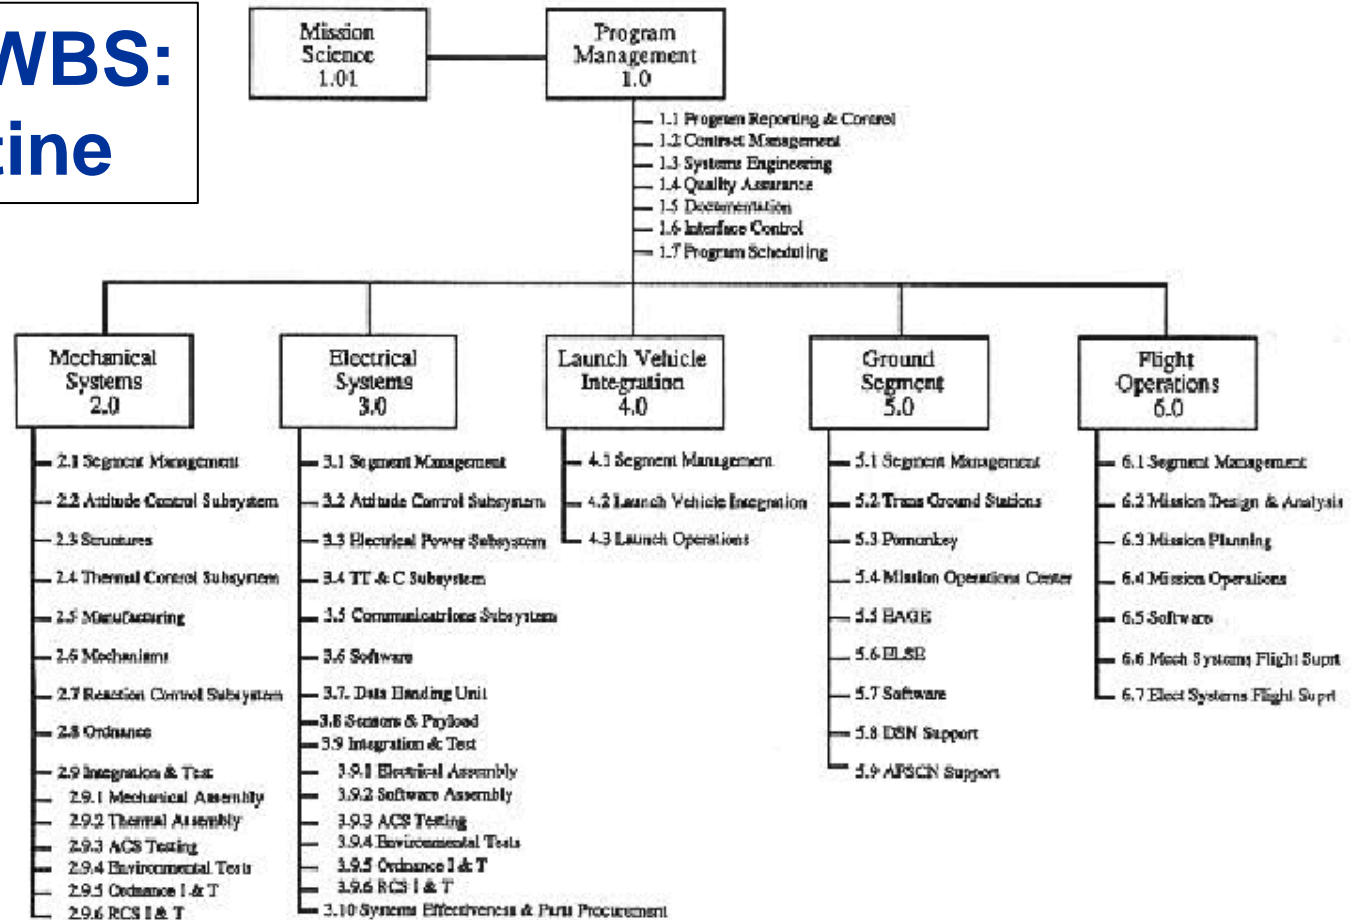 WBS:
tine
Mission
Science
1.01
Program
Management
1.0
1.1 Program Reporting & Control
1.2 Contract Management
1.3 Systems Engineering
1.4 Quality Assurance
1.5 Documentation
1.6 Interface Control
1.7 Program Scheduling
Mechanical
Systems
2.0
2.1 Segment Management
2.2 Attitude Control Subsystem
2.3 Structures
2.4 Thermal Control Subsystem
2.5 Manufacturing
2.6 Mechanisms
2.7 Reaction Control Subsystem
2.8 Ordnance
2.9 Integration & Test
2.9.1 Mechanical Assembly
2.9.2 Thermal Assembly
2.9.3 ACS Testing
2.9.4 Environmental Tests
2.9.5 Ordnance I & T
2.9.6 RCS I & T
Electrical
Systems
3.0
3.1 Segment Management
3.2 Attitude Control Subsystem
3.3 Electrical Power Subsystem
3.4 TT & C Subsystem
3.5 Communicatrions Subsystem
3.6 Software
3.7. Data Handing Unit
3.8 Sensors & Payload
3.9 Integration & Test
3.9.1 Electrical Assembly
3.9.2 Software Assembly
3.9.3 ACS Testing
3.9.4 Environmental Tests
3.9.5 Ordnance I & T
3.9.6 RCS I & T
3.10 Systems Effectiveness & Parts Procurement
Launch Vehicle
Integration
4.0
4.1 Segment Management
4.2 Launch Vehicle Integration
4.3 Launch Operations
Ground
Segment
5.0
5.1 Segment Management
5.2 Trans Ground Stations
5.3 Pomonkey
5.4 Mission Operations Center
5.5 EAGE
5.6 ELSE
5.7 Software
5.8 DSN Support
5.9 AFSCN Support
Flight
Operations
6.0
6.1 Segment Management
6.2 Mission Design & Analysis
6.3 Mission Planning
6.4 Mission Operations
6.5 Software
6.6 Mech Systems Flight Suprt
6.7 Elect Systems Flight Suprt